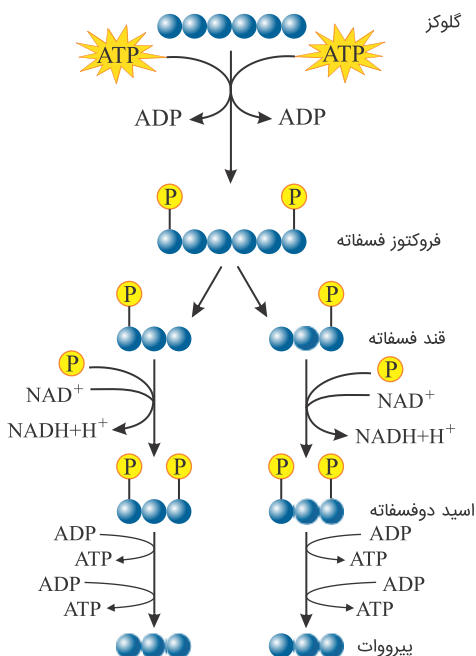 گلوکز
ATP ATP
ADP ADP
P P
فروکتوز فسفاته
P P
قند فسفاته
P P
NAD+ NAD+
NADH+H+ NADH+H+
P P P P
اسید دوفسفاته
ADP ADP
ATP ATP
ADP ADP
ATP ATP
پیرووات